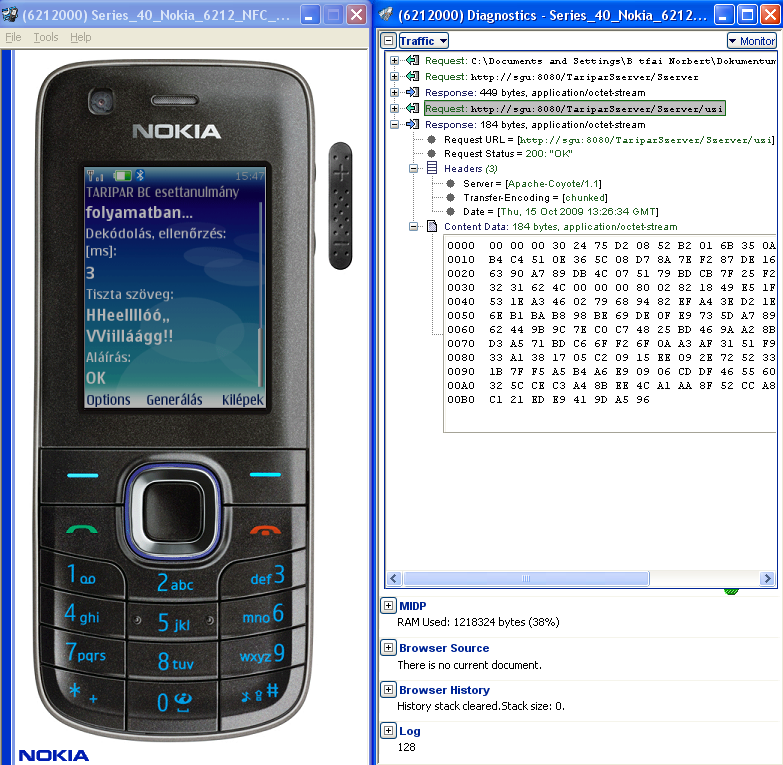 (6212000) Series_40_Nokia_6212_NFC_...
File Tools Help
NOKIA
15:47
TARIPAR BC esettanulmány
folyamatban...
Dekódolás, ellenőrzés:
[ms]:
3
Tiszta szöveg:
HHeellllóó,,
VViilláágg!!
Aláírás:
OK
Options Generálás Kilépek
1
2 abc
def 3
4 ghi
5 jkl
mno 6
7 pqrs
8 tuv
wxyz 9
* +
0
#
NOKIA
(6212000) Diagnostics - Series_40_Nokia_6212...
Traffic
Monitor
Request: C:\Documents and Settings\B tfai Norbert\Dokumentum
Request: http://sgu:8080/TariparSzerver/Szerver
Response: 449 bytes, application/octet-stream
Request: http://sgu:8080/TariparSzerver/Szerver/uzi
Response: 184 bytes, application/octet-stream
Request URL = [http://sgu:8080/TariparSzerver/Szerver/uzi]
Request Status = 200: "OK"
Headers (3)
Server = [Apache-Coyote/1.1]
Transfer-Encoding = [chunked]
Date = [Thu, 15 Oct 2009 13:26:34 GMT]
Content Data: 184 bytes, application/octet-stream
0000 00 00 00 30 24 75 D2 08 52 B2 01 6B 35 0A
0010 B4 C4 51 0E 36 5C 08 D7 8A 7E F2 87 DE 16
0020 63 90 A7 89 DB 4C 07 51 79 BD CB 7F 25 F2
0030 32 31 62 4C 00 00 00 80 02 82 18 49 E5 1F
0040 53 1E A3 46 02 79 68 94 82 EF A4 3E D2 1E
0050 6E B1 BA B8 98 BE 69 DE 0F E9 73 5D A7 89
0060 62 44 9B 9C 7E C0 C7 48 25 BD 46 9A A2 8B
0070 D3 A5 71 BD C6 6F F2 6F 0A A3 AF 31 51 F9
0080 33 A1 38 17 05 C2 09 15 EE 09 2E 72 52 33
0090 1B 7F F5 A5 B4 A6 E9 09 06 CD DF 46 55 60
00A0 32 5C CE C3 A4 8B EE 4C A1 AA 8F 52 CC A8
00B0 C1 21 ED E9 41 9D A5 96
MIDP
RAM Used: 1218324 bytes (38%)
Browser Source
There is no current document.
Browser History
History stack cleared.Stack size: 0.
Log
128